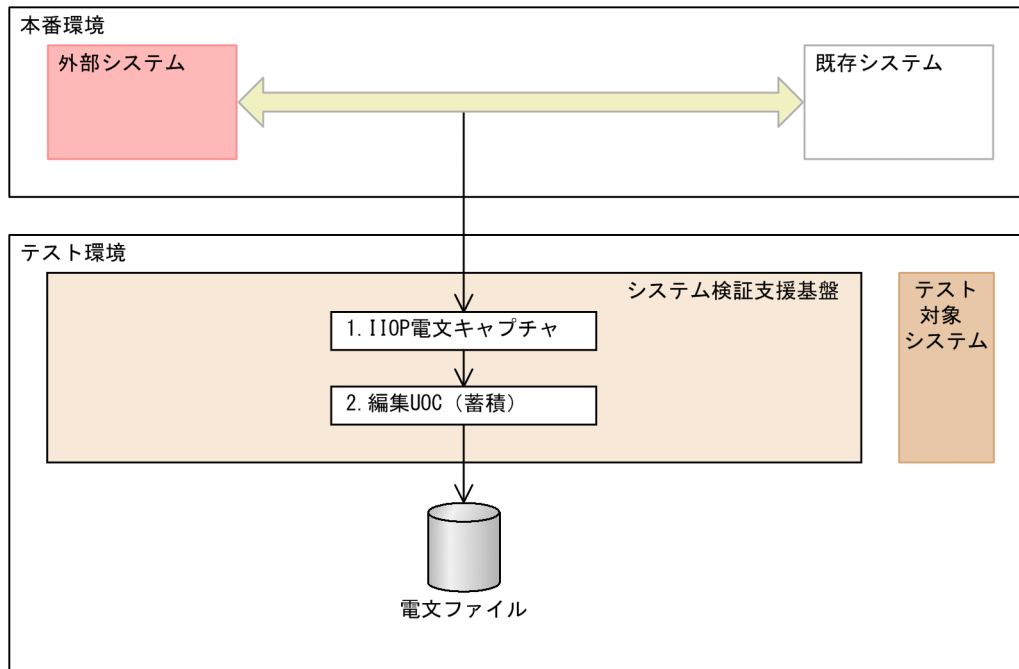 本番環境
外部システム
既存システム
テスト環境
システム検証支援基盤
テスト
対象
システム
1.IIOP電文キャプチャ
2.編集UOC（蓄積）
電文ファイル